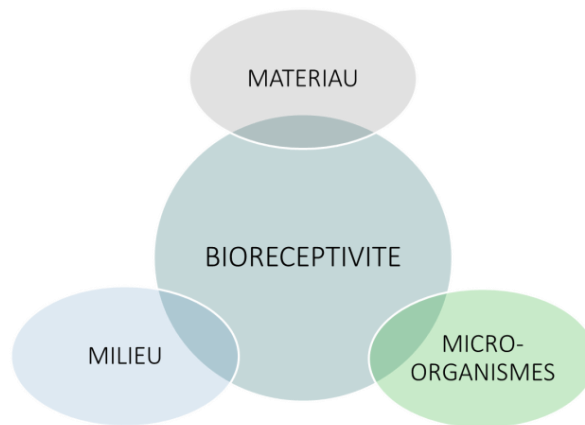 MATERIAU
BIORECEPTIVITE
MILIEU
MICRO-
ORGANISMES